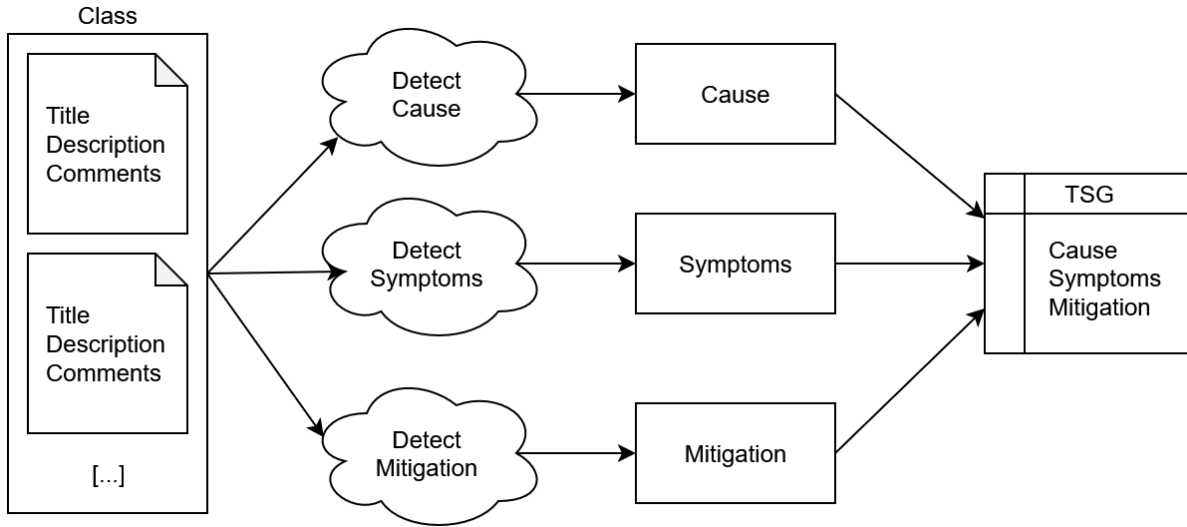 Class
Title
Description
Comments
Title
Description
Comments
[...]
Detect
Cause
Detect
Symptoms
Detect
Mitigation
Cause
Symptoms
Mitigation
TSG
Cause
Symptoms
Mitigation